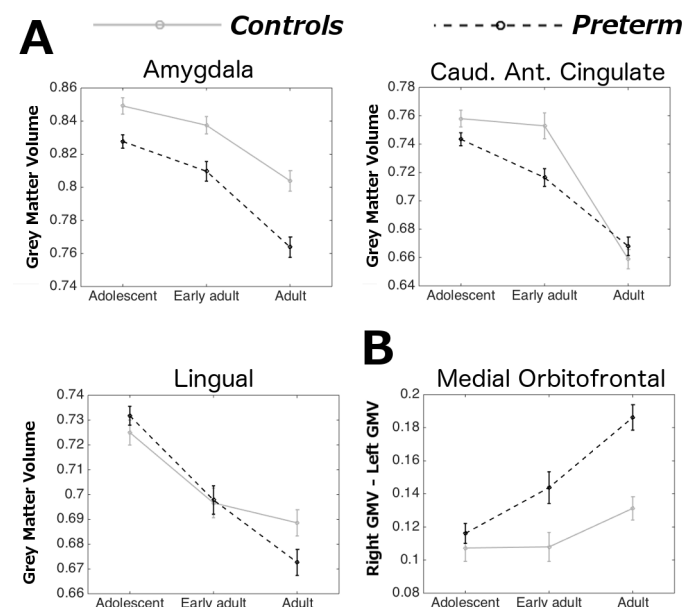 A
Controls
Preterm
Amygdala
Grey Matter Volume
0.86
0.84
0.82
0.8
0.78
0.76
0.74
Adolescent Early adult Adult
Caud. Ant. Cingulate
Grey Matter Volume
0.78
0.76
0.74
0.72
0.7
0.68
0.66
0.64
Adolescent Early adult Adult
Lingual
Grey Matter Volume
0.74
0.73
0.72
0.71
0.7
0.69
0.68
0.67
0.66
Adolescent Early adult Adult
B
Medial Orbitofrontal
Right GMV - Left GMV
0.2
0.18
0.16
0.14
0.12
0.1
0.08
Adolescent Early adult Adult